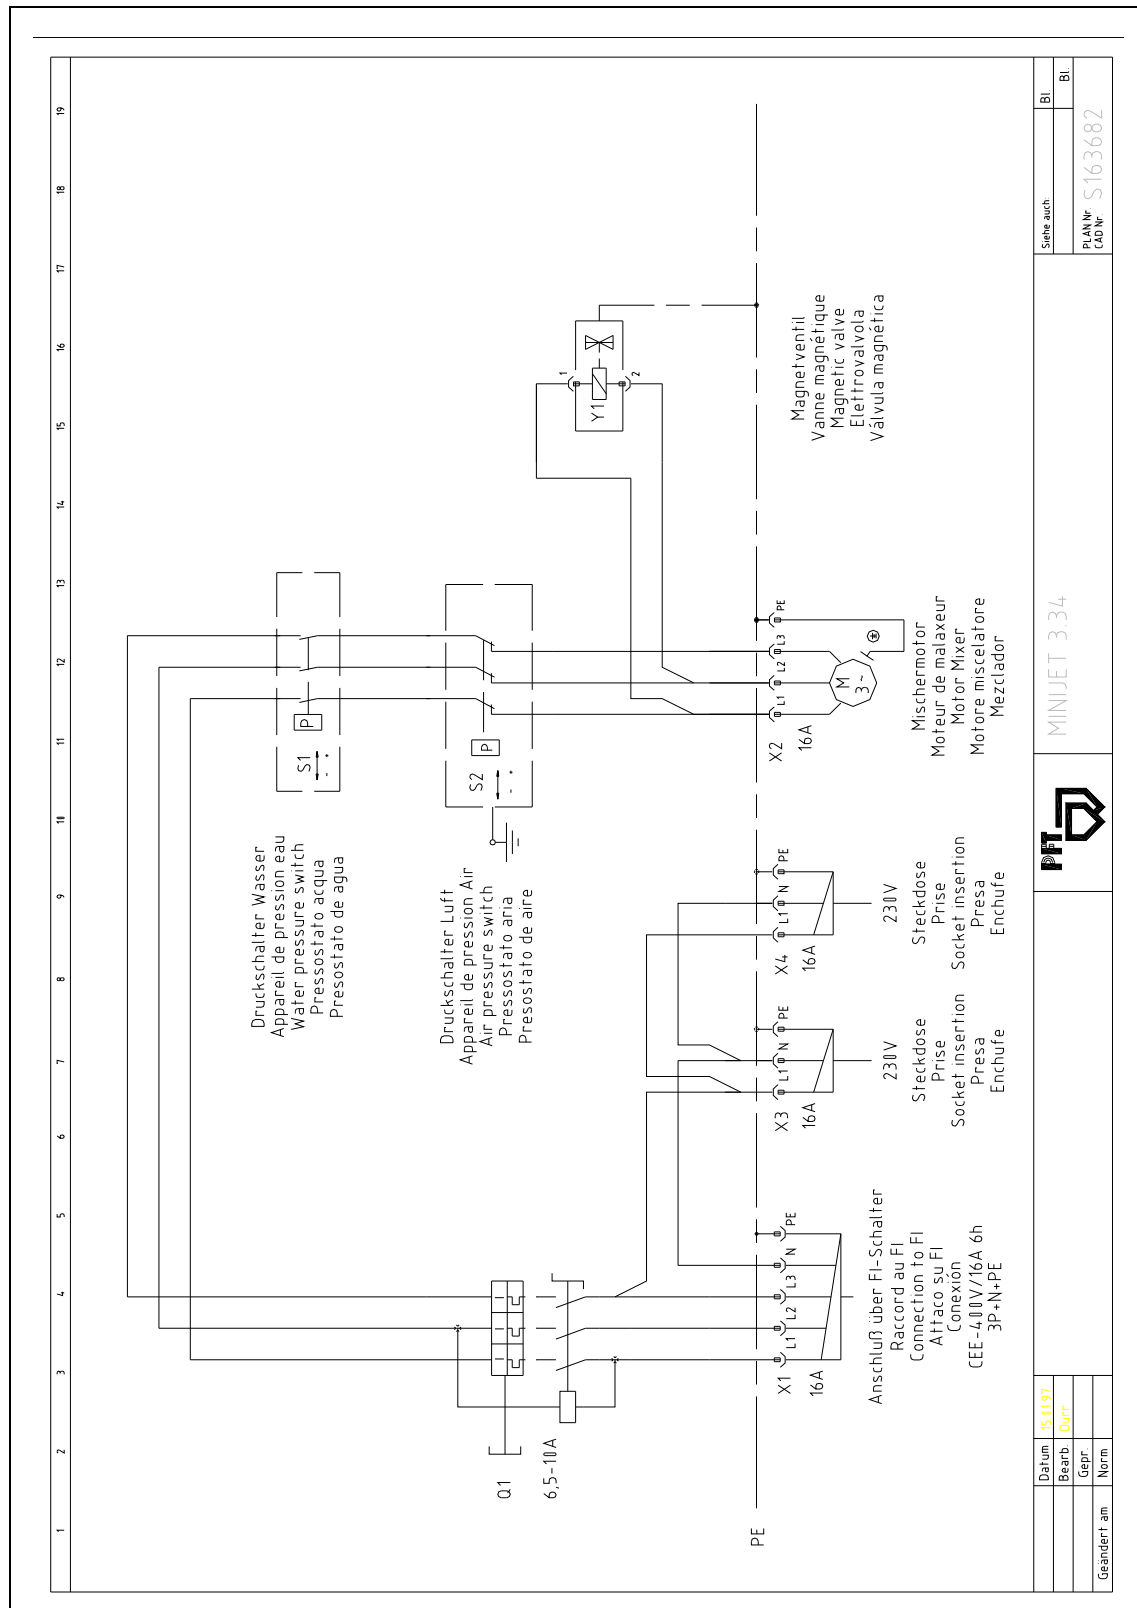 1
2
3
4
5
6
7
8
9
10
11
12
13
14
15
16
17
18
19
Druckschalter Wasser
Appareil de pression eau
Water pressure switch
Pressostato acqua
Presostato de agua
S1
- +
P
Druckschalter Luft
Appareil de pression Air
Air pressure switch
Pressostato aria
Presostato de aire
S2
- +
P
Q1
6,5-10A
Y1
1
2
Magnetventil
Vanne magnétique
Magnetic valve
Elettrovalvola
Válvula magnética
PE
X1
16A
L1
L2
L3
N
PE
Anschluß über FI-Schalter
Raccord au FI
Connection to FI
Attaco su FI
Conexión
CEE-400V/16A 6h
3P+N+PE
X3
16A
L1
N
PE
230V
Steckdose
Prise
Socket insertion
Presa
Enchufe
X4
16A
L1
N
PE
230V
Steckdose
Prise
Socket insertion
Presa
Enchufe
X2
16A
L1
L2
L3
PE
M
3~
Mischermotor
Moteur de malaxeur
Motor Mixer
Motore miscelatore
Mezclador
Geändert am
Datum 15.01.97
Bearb. Durr
Gepr.
Norm
PFT
MINIJET 3.34
Siehe auch:
Bl.
Bl.
PLAN Nr.
CAD Nr. S163682